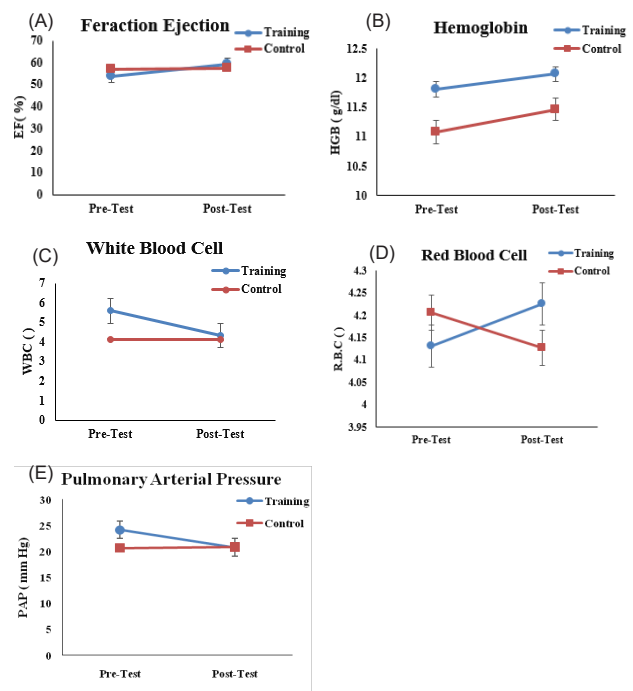 (A)
Feraction Ejection
Training
Control
EF( %)
70
60
50
40
30
20
10
0
Pre-Test
Post-Test
(B)
Hemoglobin
Training
Control
HGB ( g/dl)
12.5
12
11.5
11
10.5
10
Pre-Test
Post-Test
(C)
White Blood Cell
Training
Control
WBC ( )
7
6
5
4
3
2
1
0
Pre-Test
Post-Test
(D)
Red Blood Cell
Training
Control
R.B.C ( )
4.3
4.25
4.2
4.15
4.1
4.05
4
3.95
Pre-Test
Post-Test
(E)
Pulmonary Arterial Pressure
Training
Control
PAP ( mm Hg)
30
25
20
15
10
5
0
Pre-Test
Post-Test